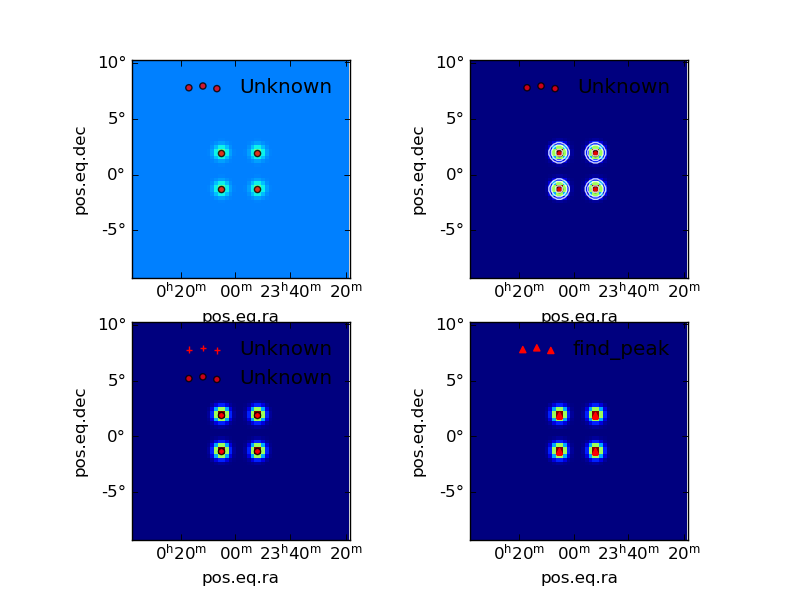 10°
Unknown
5°
0°
-5°
pos.eq.dec
0ʰ20ᵐ 00ᵐ 23ʰ40ᵐ 20ᵐ
pos.eq.ra
10°
Unknown
5°
0°
-5°
pos.eq.dec
0ʰ20ᵐ 00ᵐ 23ʰ40ᵐ 20ᵐ
pos.eq.ra
10°
Unknown
5°
Unknown
0°
-5°
pos.eq.dec
0ʰ20ᵐ 00ᵐ 23ʰ40ᵐ 20ᵐ
pos.eq.ra
10°
find_peak
5°
0°
-5°
pos.eq.dec
0ʰ20ᵐ 00ᵐ 23ʰ40ᵐ 20ᵐ
pos.eq.ra